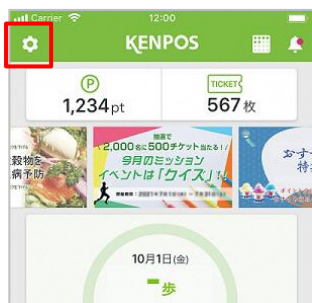 Carrier 12:00
KENPOS
P
TICKET
1,234pt
567枚
穀物を
病予防
抽選で
2,000名に500チケット当たる!/
今月のミッション
イベントは「クイズ」!!
おす
特
10月1日(金)
-歩